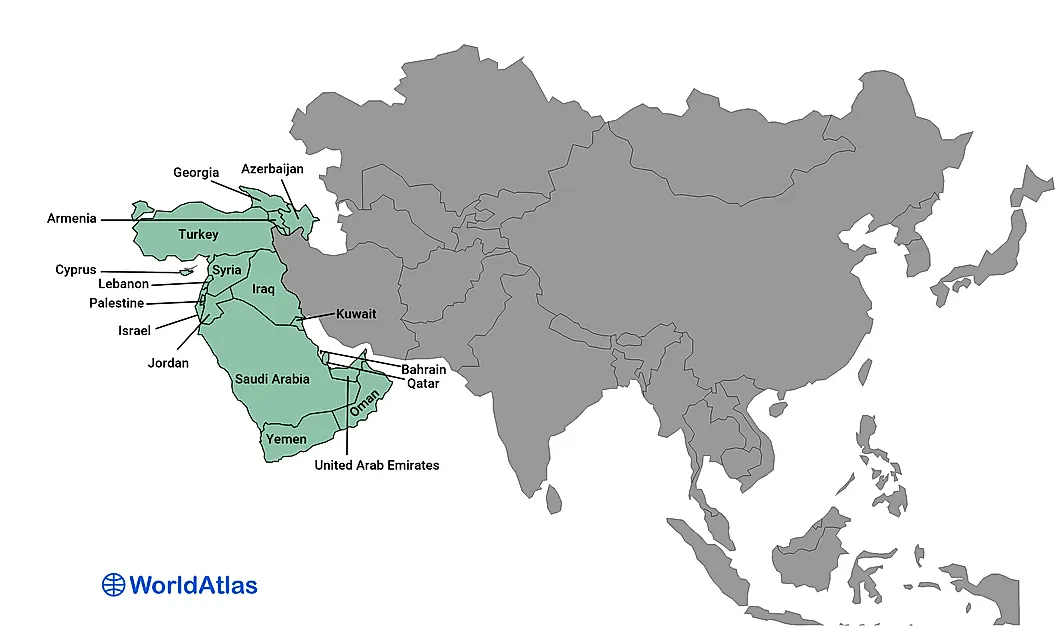 Georgia
Azerbaijan
Armenia
Turkey
Cyprus
Syria
Lebanon
Iraq
Palestine
Kuwait
Israel
Jordan
Bahrain
Saudi Arabia
Qatar
Oman
Yemen
United Arab Emirates
WorldAtlas